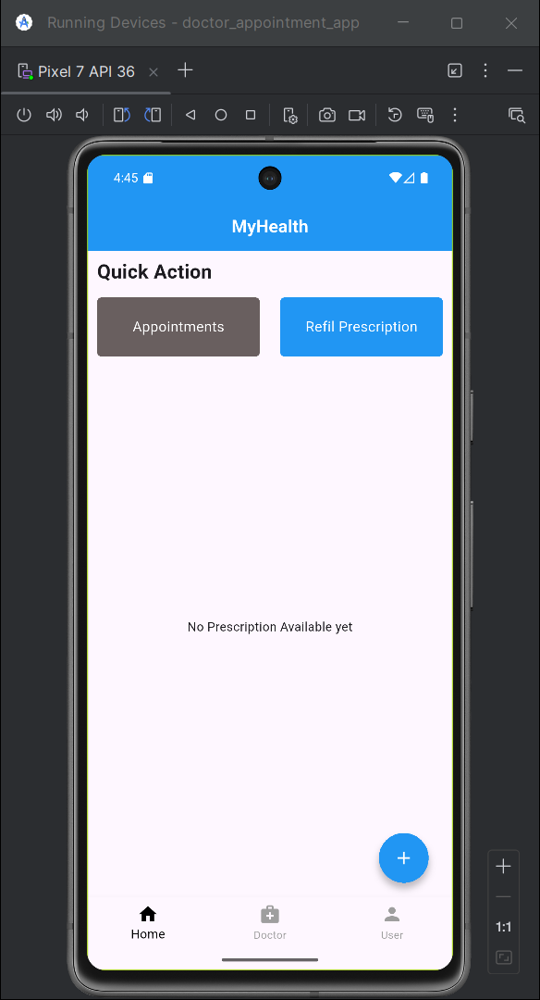 Running Devices - doctor_appointment_app
Pixel 7 API 36
4:45
MyHealth
Quick Action
Appointments
Refil Prescription
No Prescription Available yet
Home
Doctor
User
1:1